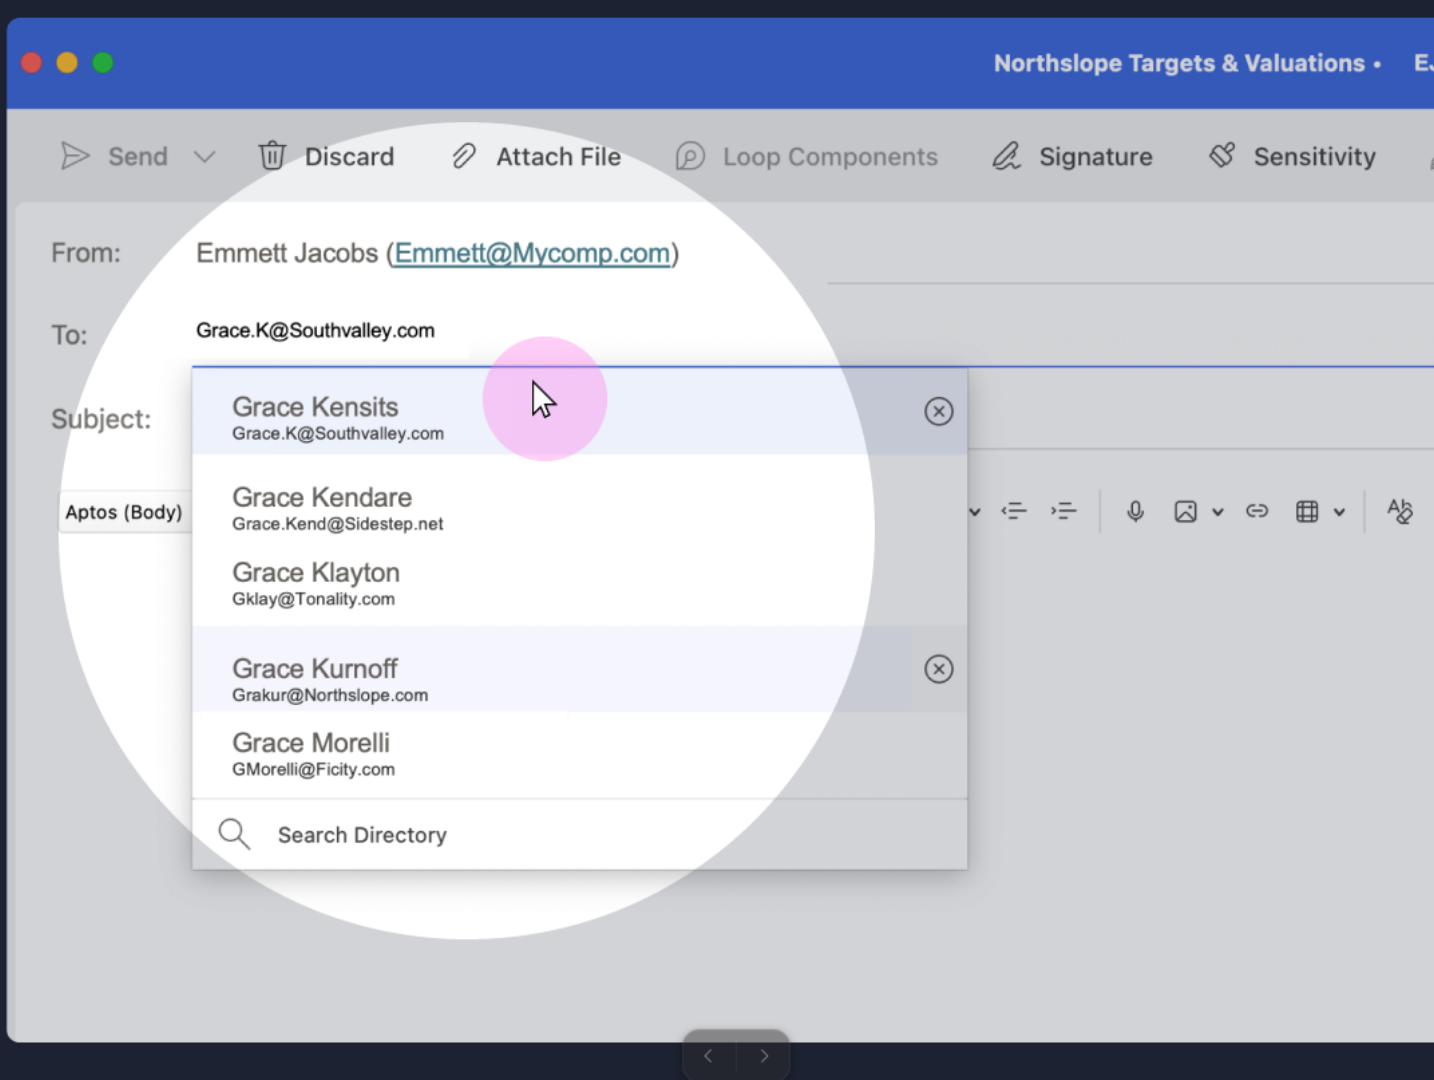 Northslope Targets & Valuations •
Send Discard Attach File Loop Components Signature Sensitivity
From: Emmett Jacobs (Emmett@Mycomp.com)
To: Grace.K@Southvalley.com
Subject:
Grace Kensits
Grace.K@Southvalley.com
Aptos (Body)
Grace Kendare
Grace.Kend@Sidestep.net
Grace Klayton
Gklay@Tonality.com
Grace Kurnoff
Grakur@Northslope.com
Grace Morelli
GMorelli@Ficity.com
Search Directory